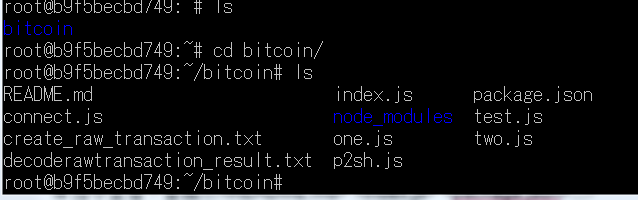 root@b9f5becbd749: # ls
bitcoin
root@b9f5becbd749:~# cd bitcoin/
root@b9f5becbd749:~/bitcoin# ls
README.md index.js package.json
connect.js node_modules test.js
create_raw_transaction.txt one.js two.js
decoderawtransaction_result.txt p2sh.js
root@b9f5becbd749:~/bitcoin#